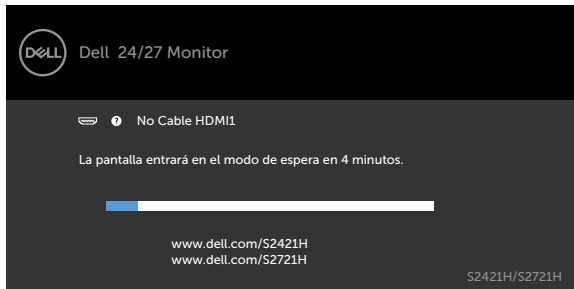 DELL
Dell 24/27 Monitor
? No Cable HDMI1
La pantalla entrará en el modo de espera en 4 minutos.
www.dell.com/S2421H
www.dell.com/S2721H
S2421H/S2721H